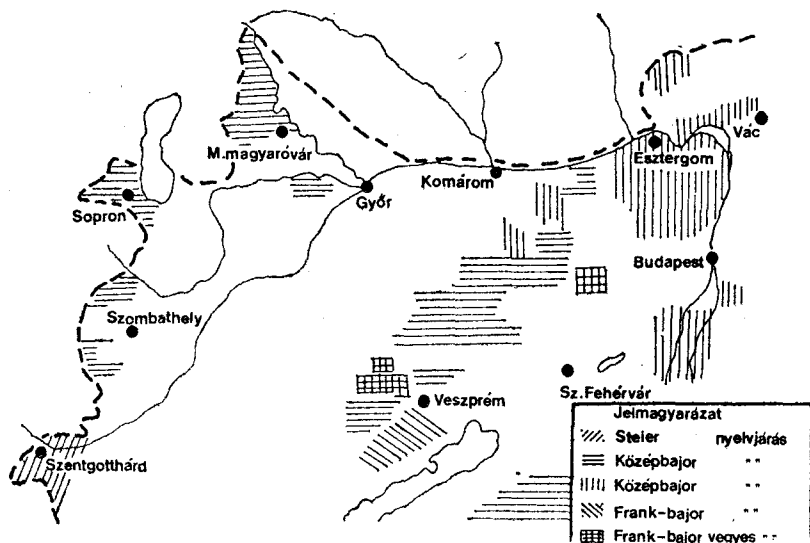 M.magyaróvár
Vác
Esztergom
Komárom
Győr
Sopron
Budapest
Szombathely
Sz.Fehérvár
Veszprém
Szentgotthárd
Jelmagyarázat
Steier nyelvjárás
Középbajor " "
Középbajor " "
Frank-bajor " "
Frank-bajor vegyes " "